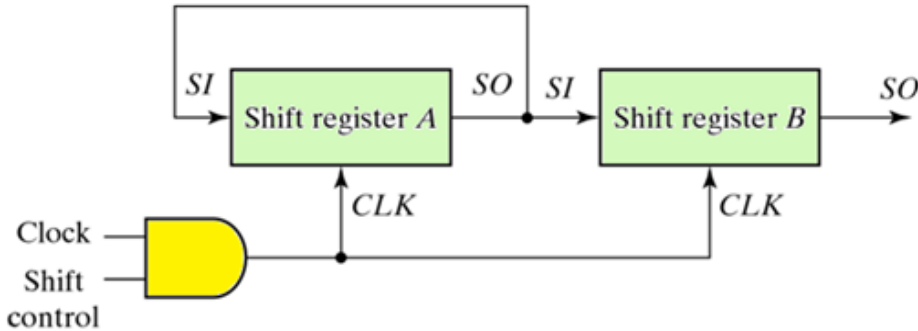 SI
SO
SI
SO
Shift register A
Shift register B
CLK
CLK
Clock
Shift
control